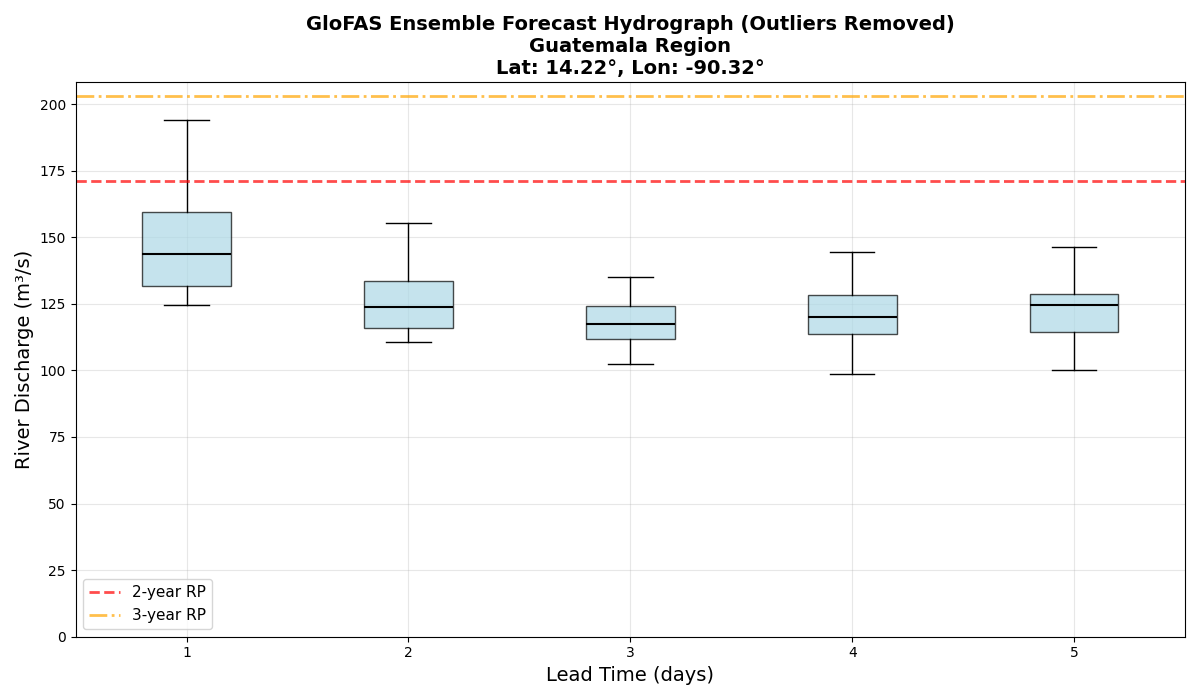 GloFAS Ensemble Forecast Hydrograph (Outliers Removed)
Guatemala Region
Lat: 14.22°, Lon: -90.32°
River Discharge (m³/s)
200
175
150
125
100
75
50
25
0
2-year RP
3-year RP
1 2 3 4 5
Lead Time (days)